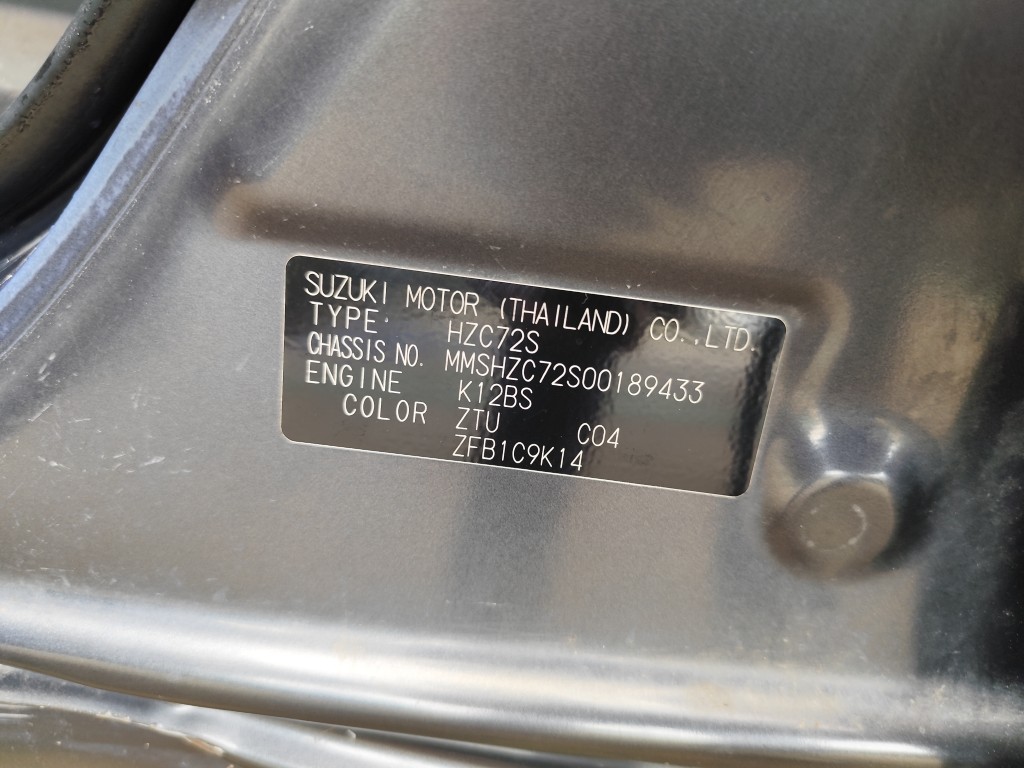 SUZUKI MOTOR (THAILAND) CO.,LTD.
TYPE. HZC72S
CHASSIS NO. MMSHZC72S00189433
ENGINE K12BS
COLOR ZTU C04
ZFB1C9K14